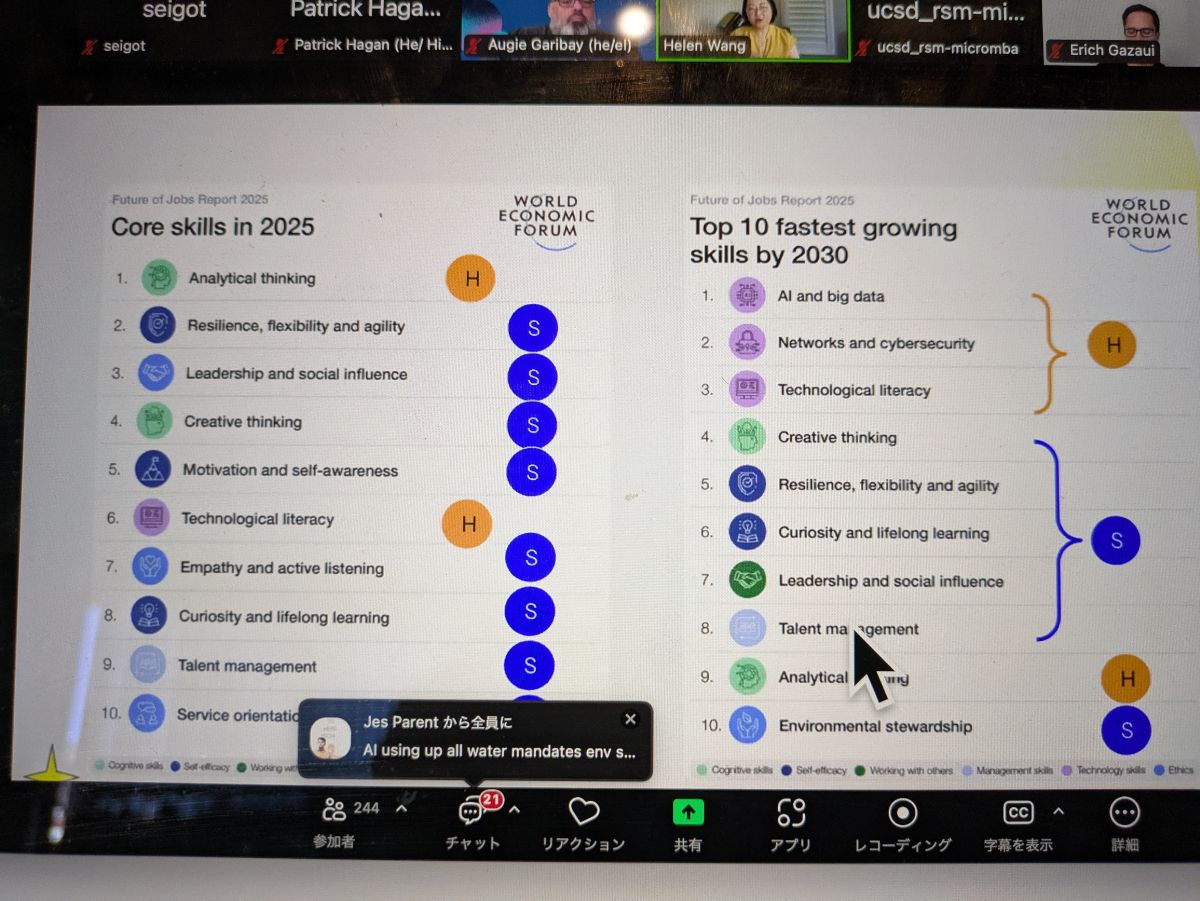 seigot
Patrick Haga...
ucsd_rsm-mi...
seigot
Patrick Hagan (He/ Hi...
Augie Garibay (he/el)
Helen Wang
ucsd_rsm-micromba
Erich Gazaui
Future of Jobs Report 2025
Core skills in 2025
WORLD
ECONOMIC
FORUM
1. Analytical thinking H
2. Resilience, flexibility and agility S
3. Leadership and social influence S
4. Creative thinking S
5. Motivation and self-awareness S
6. Technological literacy H
7. Empathy and active listening S
8. Curiosity and lifelong learning S
9. Talent management S
10. Service orientatio
Cognitive skills Self-efficacy Working
Future of Jobs Report 2025
Top 10 fastest growing
skills by 2030
WORLD
ECONOMIC
FORUM
1. AI and big data
2. Networks and cybersecurity H
3. Technological literacy
4. Creative thinking
5. Resilience, flexibility and agility
6. Curiosity and lifelong learning S
7. Leadership and social influence
8. Talent management
9. Analytical H
10. Environmental stewardship S
Cognitive skills Self-efficacy Working with others Management skills Technology skills Ethics
Jes Parent から全員に
AI using up all water mandates env s...
244
21
CC
参加者
チャット
リアクション
共有
アプリ
レコーディング
字幕を表示
詳細